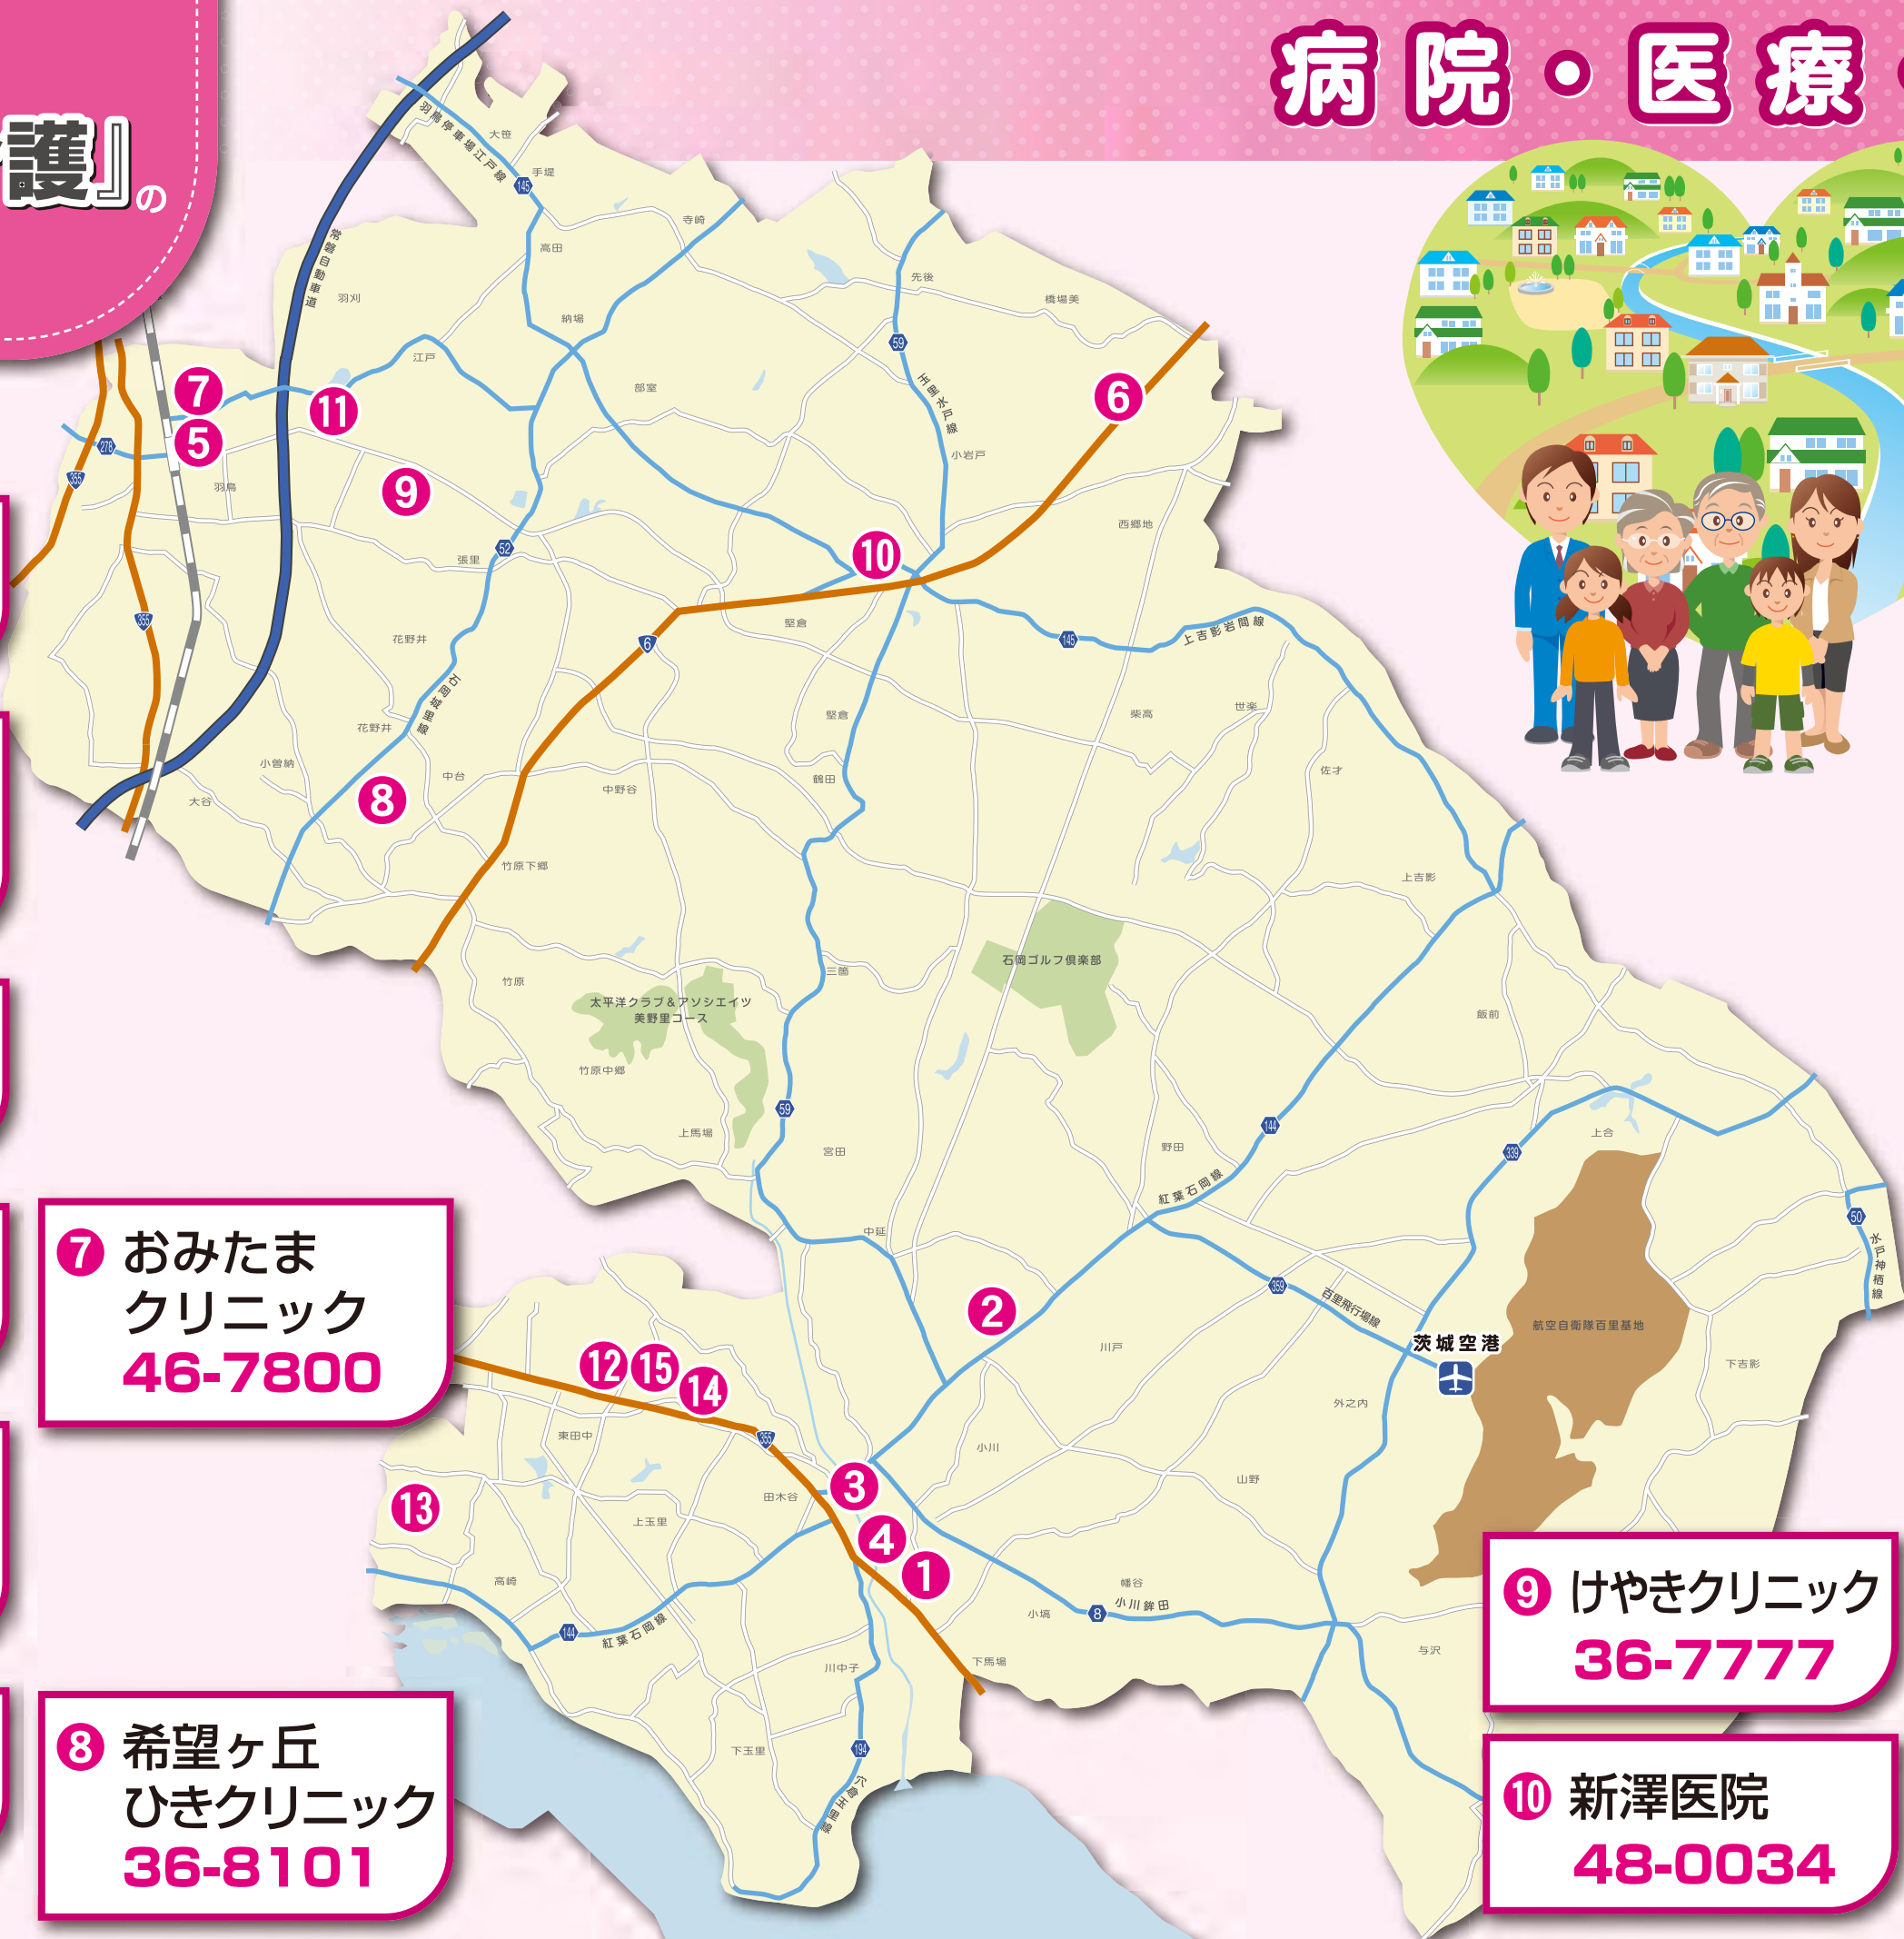 病院・医療
護』の
羽鳥停車場江戸線
大笹
手堤
145
寺崎
高田
常磐自動車道
羽刈
先後
橋場美
納場
59
江戸
玉里水戸線
部室
7
11
6
5
278
小岩戸
355
羽鳥
9
西郷地
52
10
張里
355
堅倉
花野井
6
145
上吉影岩間線
石岡城里線
花野井
堅倉
柴高
世楽
小曽納
中台
鶴田
佐才
大谷
8
中野谷
竹原下郷
上吉影
石岡ゴルフ倶楽部
三箇
竹原
太平洋クラブ&アソシエイツ
美野里コース
飯前
竹原中郷
59
144
上馬場
宮田
野田
上合
339
紅葉石岡線
50
中延
水戸神栖線
359
2
百里飛行場線
航空自衛隊百里基地
川戸
茨城空港
下吉影
12
15
14
外之内
東田中
355
小川
山野
3
田木谷
13
上玉里
4
1
高崎
幡谷
小川鉾田
小塙
8
144
紅葉石岡線
与沢
川中子
下馬場
下玉里
194
穴倉玉里線
7 おみたま
クリニック
46-7800
8 希望ヶ丘
ひきクリニック
36-8101
9 けやきクリニック
36-7777
10 新澤医院
48-0034